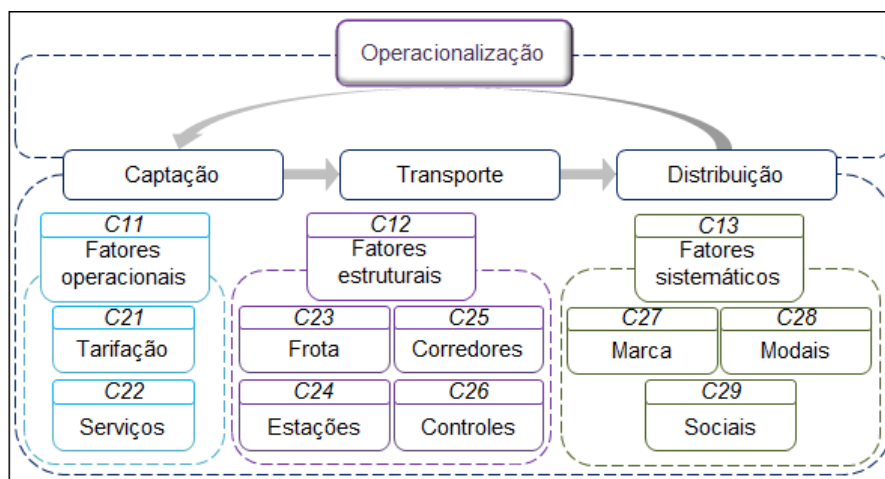 Operacionalização
Captação
Transporte
Distribuição
C11
Fatores
operacionais
C12
Fatores
estruturais
C13
Fatores
sistemáticos
C21
Tarifação
C22
Serviços
C23
Frota
C25
Corredores
C24
Estações
C26
Controles
C27
Marca
C28
Modais
C29
Sociais